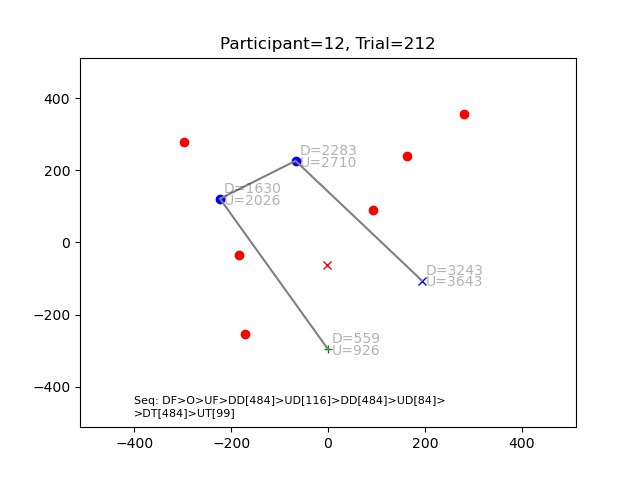 Participant=12, Trial=212
400
200
0
−200
−400
D=2283
U=2710
D=1630
U=2026
D=3243
U=3643
D=559
U=926
Seq: DF>O>UF>DD[484]>UD[116]>DD[484]>UD[84]>
>DT[484]>UT[99]
−400
−200
0
200
400